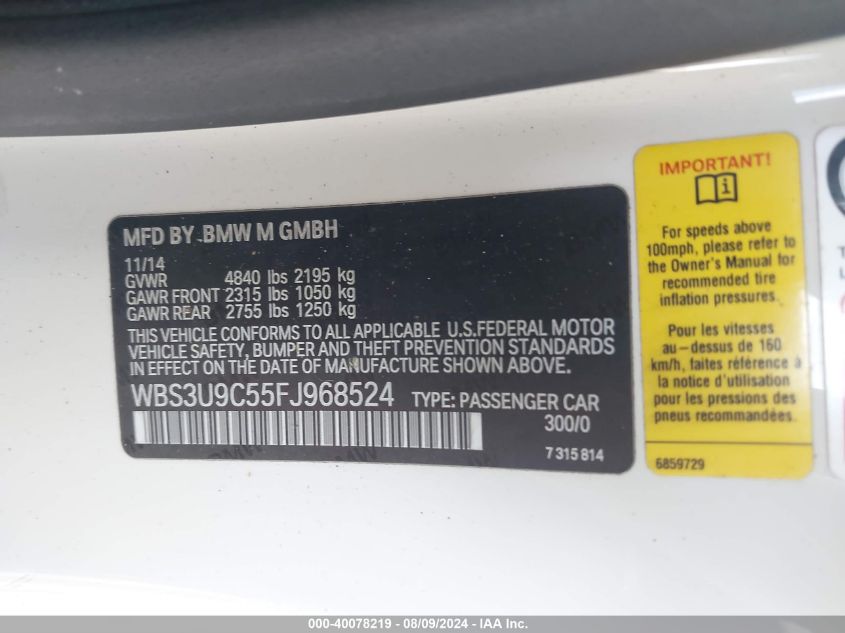 MFD BY BMW M GMBH
11/14
GVWR 4840 lbs 2195 kg
GAWR FRONT 2315 lbs 1050 kg
GAWR REAR 2755 lbs 1250 kg
THIS VEHICLE CONFORMS TO ALL APPLICABLE U.S.FEDERAL MOTOR
VEHICLE SAFETY, BUMPER AND THEFT PREVENTION STANDARDS
IN EFFECT ON THE DATE OF MANUFACTURE SHOWN ABOVE.
WBS3U9C55FJ968524 TYPE: PASSENGER CAR
300/0
7 315 814
IMPORTANT!
For speeds above
100mph, please refer to
the Owner's Manual for
recommended tire
inflation pressures.
Pour les vitesses
au-dessus de 160
km/h, faites référence à
la notice d'utilisation
pour les pressions des
pneus recommandées.
6859729
000-40078219 - 08/09/2024 - IAA Inc.